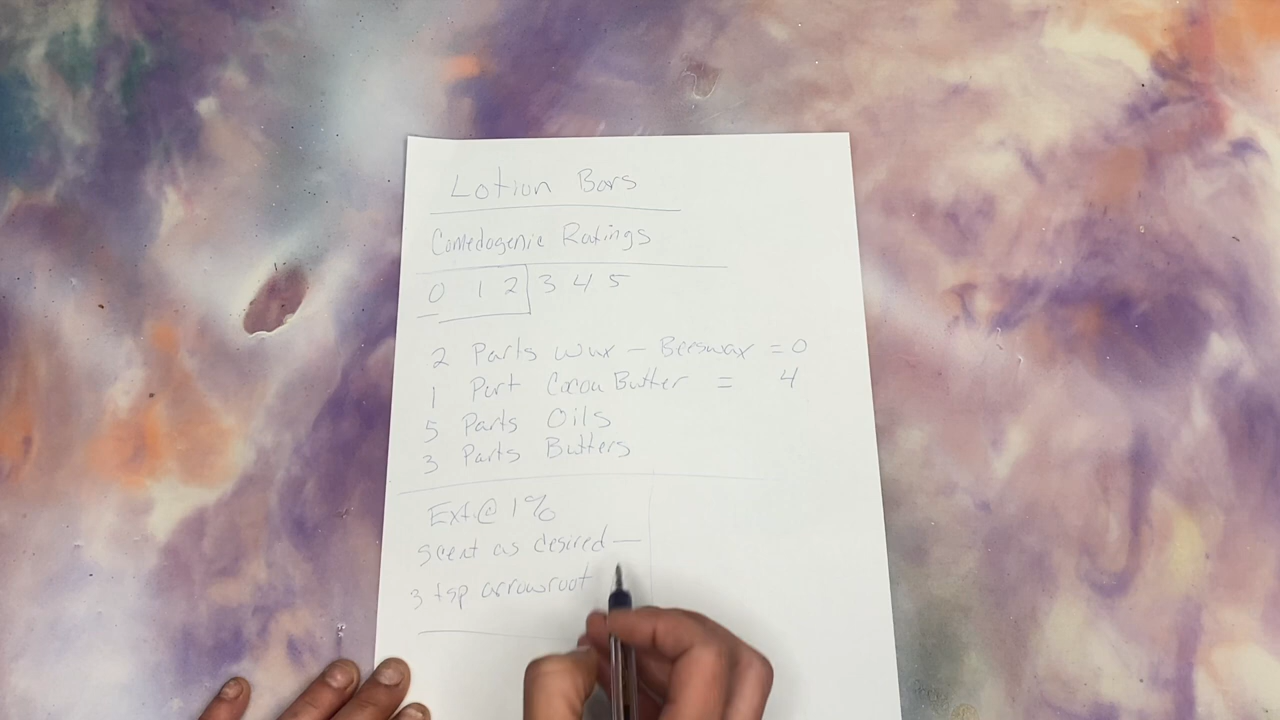 Lotion Bars
Comedogenic Ratings
0 1 2 3 4 5
2 Parts wax - Beeswax = 0
1 Part Cocoa Butter = 4
5 Parts Oils
3 Parts Butters
Ext @ 1%
scent as desired —
3 tsp arrowroot